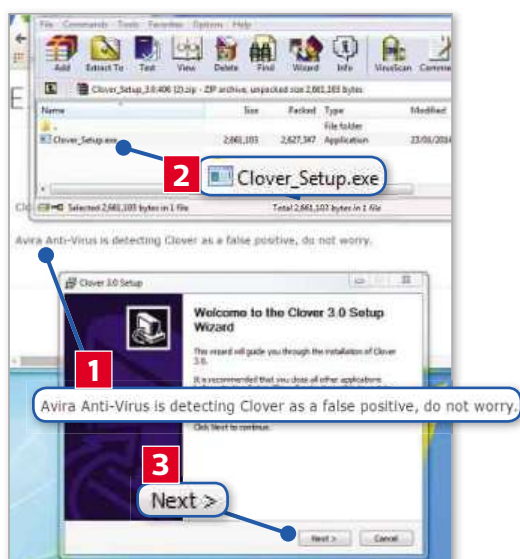 File Commands Tools Favorites Options Help
Add Extract To Test View Delete Find Wizard Info VirusScan Comme
Clover_Setup_3.0.406 (2).zip - ZIP archive, unpacked size 2,661,103 bytes
Name Size Packed Type Modified
File folder
Clover_Setup.exe 2,661,103 2,627,347 Application 23/01/2014
2 Clover_Setup.exe
Selected 2,661,103 bytes in 1 file Total 2,661,103 bytes in 1 file
Avira Anti-Virus is detecting Clover as a false positive, do not worry.
Clover 3.0 Setup
Welcome to the Clover 3.0 Setup
Wizard
This wizard will guide you through the installation of Clover
3.0.
1
It is recommended that you close all other applications
Avira Anti-Virus is detecting Clover as a false positive, do not worry.
Click Next to continue.
3
Next >
Next > Cancel